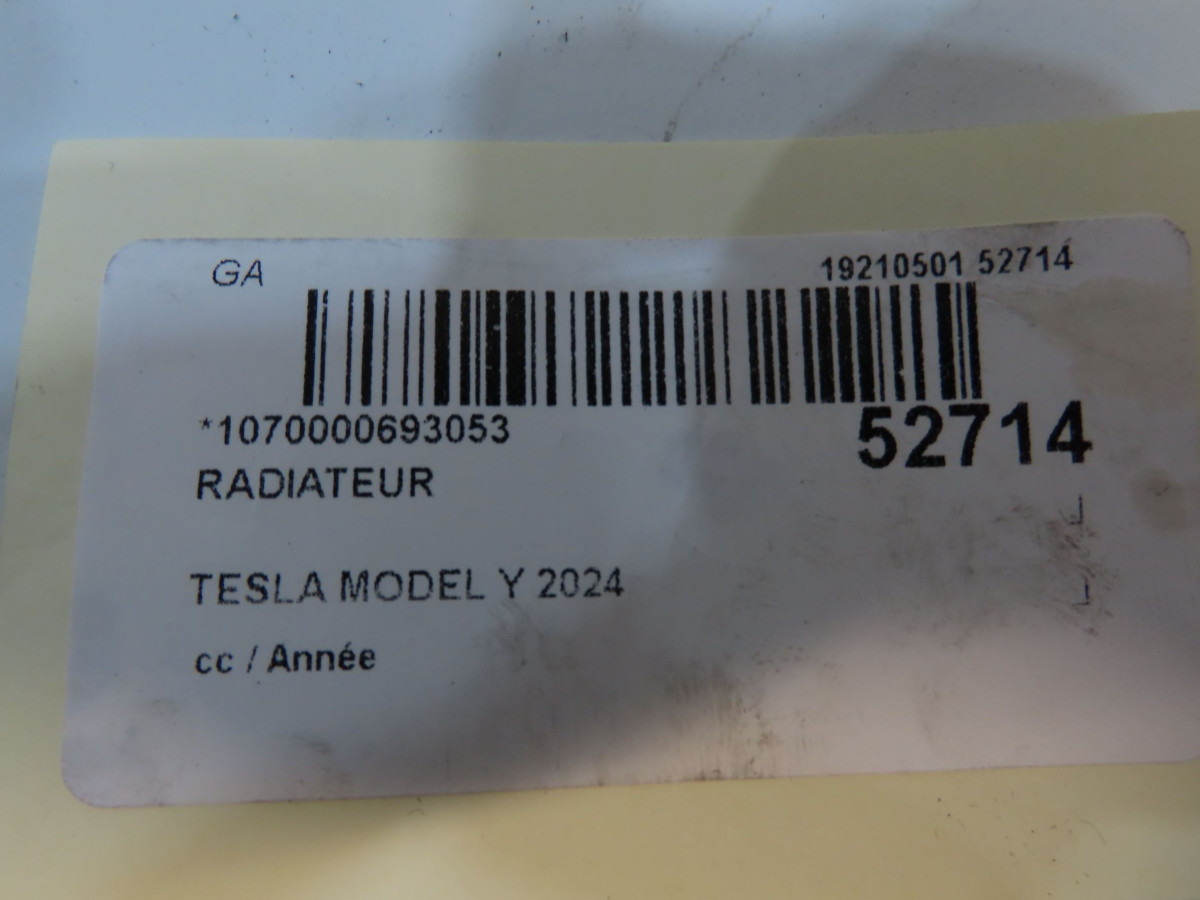 GA
19210501 52714
*1070000693053
52714
RADIATEUR
TESLA MODEL Y 2024
cc / Année